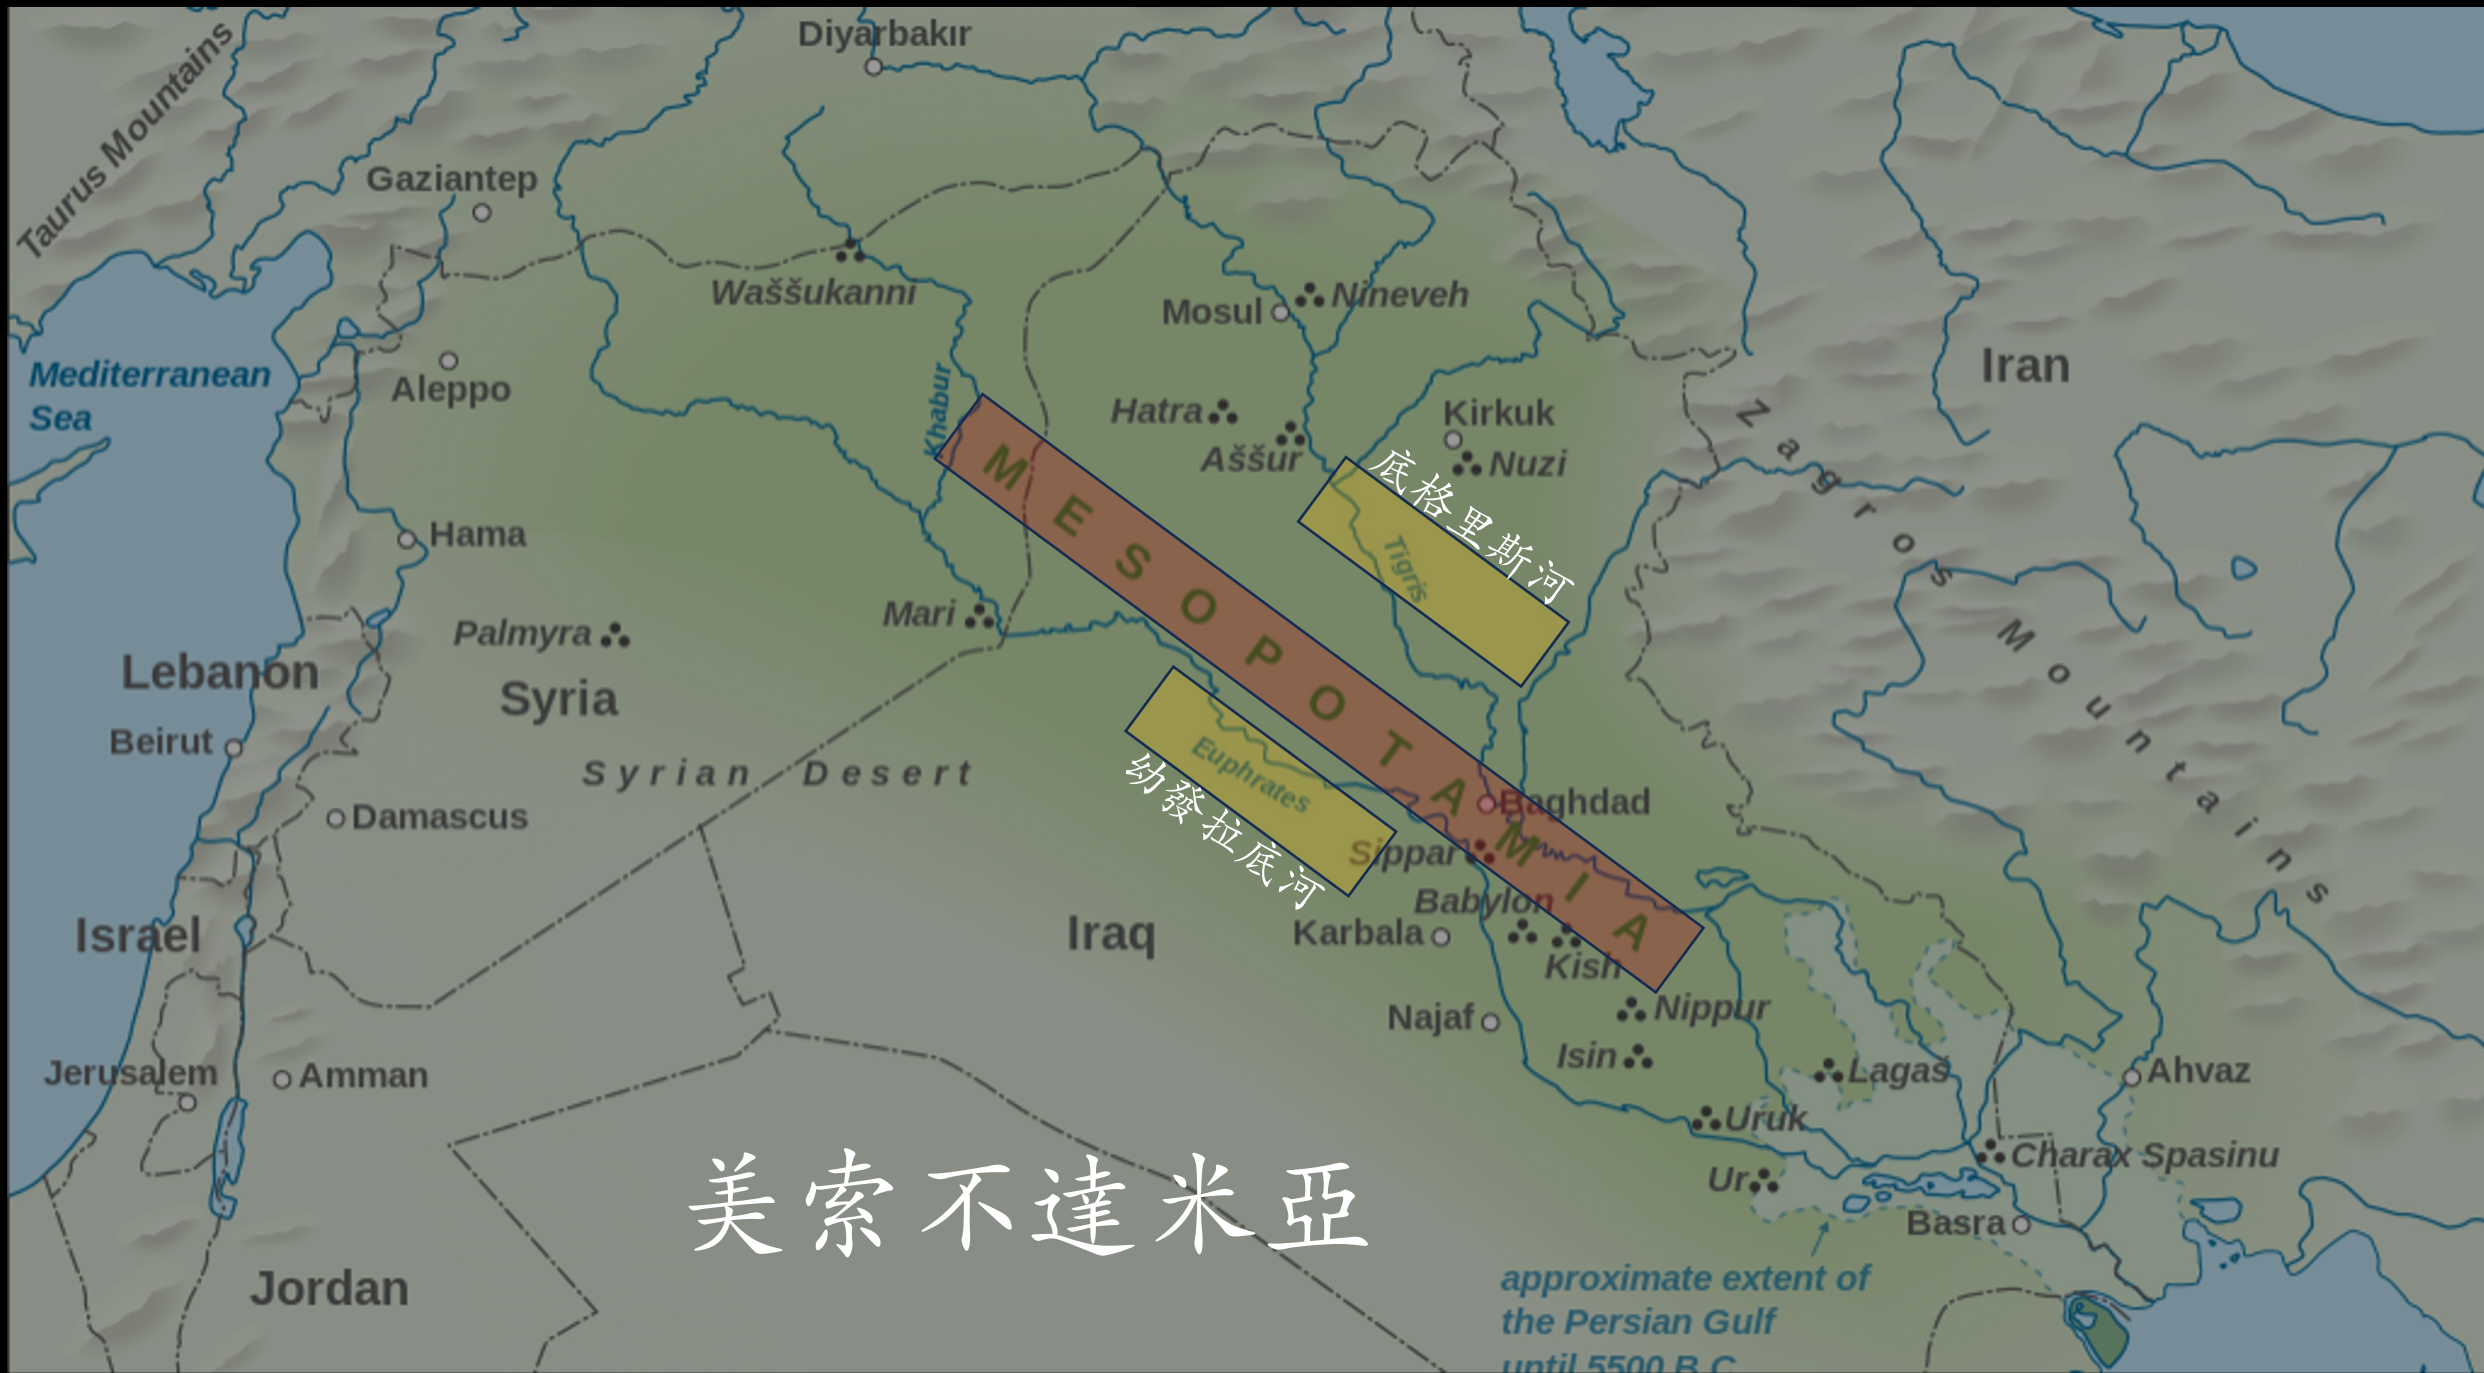 Diyarbakır
Taurus Mountains
Gaziantep
Waššukanni
Mosul
Nineveh
Mediterranean
Sea
Aleppo
Khabur
Hatra
Aššur
Kirkuk
Nuzi
Iran
Zagros Mountains
MESOPOTAMIA
底格里斯河
Tigris
Hama
Mari
Palmyra
Lebanon
Syria
Beirut
Syrian Desert
Euphrates
幼發拉底河
Damascus
Baghdad
Sippar
Babylon
Israel
Iraq
Karbala
Kish
Najaf
Nippur
Isin
Jerusalem
Amman
Lagaš
Ahvaz
Uruk
Charax Spasinu
Ur
Basra
美索不達米亞
Jordan
approximate extent of
the Persian Gulf
until 5500 B.C.